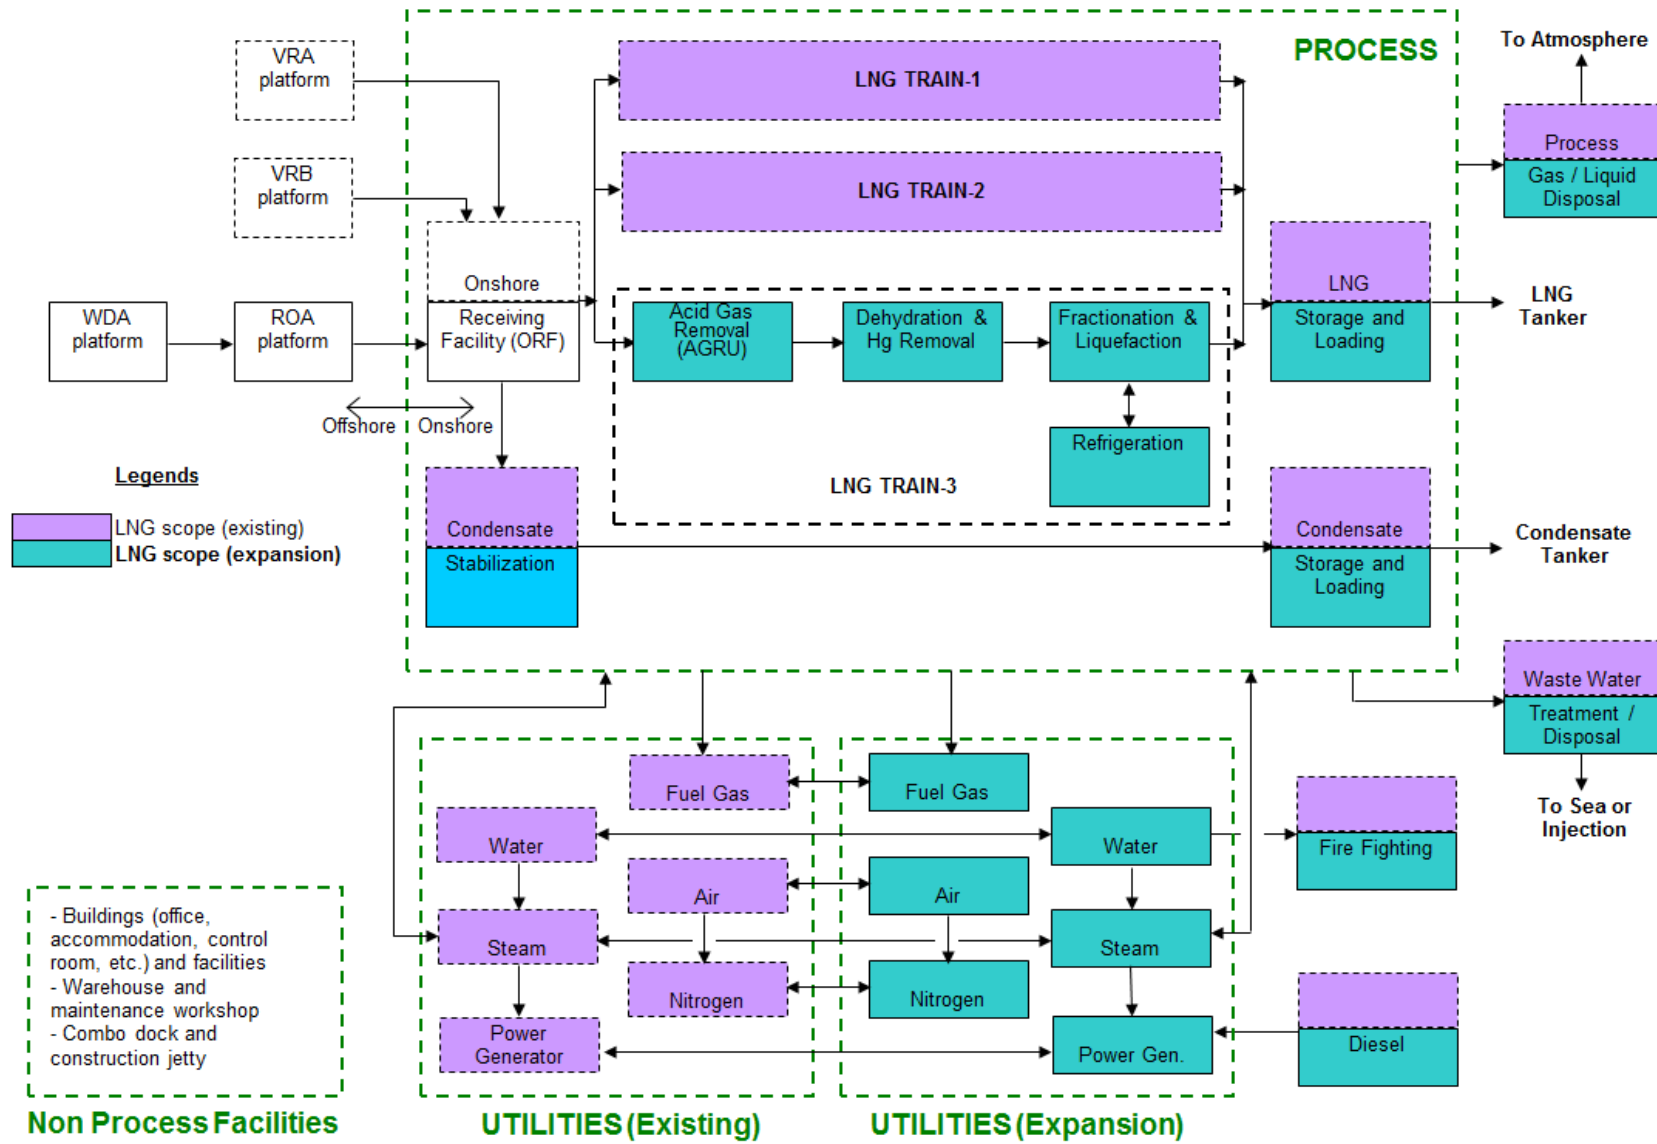 VRA
platform
PROCESS
To Atmosphere
LNG TRAIN-1
Process
Gas / Liquid
Disposal
VRB
platform
LNG TRAIN-2
Onshore
Receiving
Facility (ORF)
LNG
Storage and
Loading
LNG
Tanker
WDA
platform
ROA
platform
Acid Gas
Removal
(AGRU)
Dehydration &
Hg Removal
Fractionation &
Liquefaction
Offshore
Onshore
Refrigeration
LNG TRAIN-3
Legends
LNG scope (existing)
LNG scope (expansion)
Condensate
Stabilization
Condensate
Storage and
Loading
Condensate
Tanker
Waste Water
Treatment /
Disposal
To Sea or
Injection
Fuel Gas
Fuel Gas
Water
Water
Fire Fighting
Air
Air
Steam
Steam
Nitrogen
Nitrogen
Power
Generator
Power Gen.
Diesel
- Buildings (office,
accommodation, control
room, etc.) and facilities
- Warehouse and
maintenance workshop
- Combo dock and
construction jetty
Non Process Facilities
UTILITIES (Existing)
UTILITIES (Expansion)